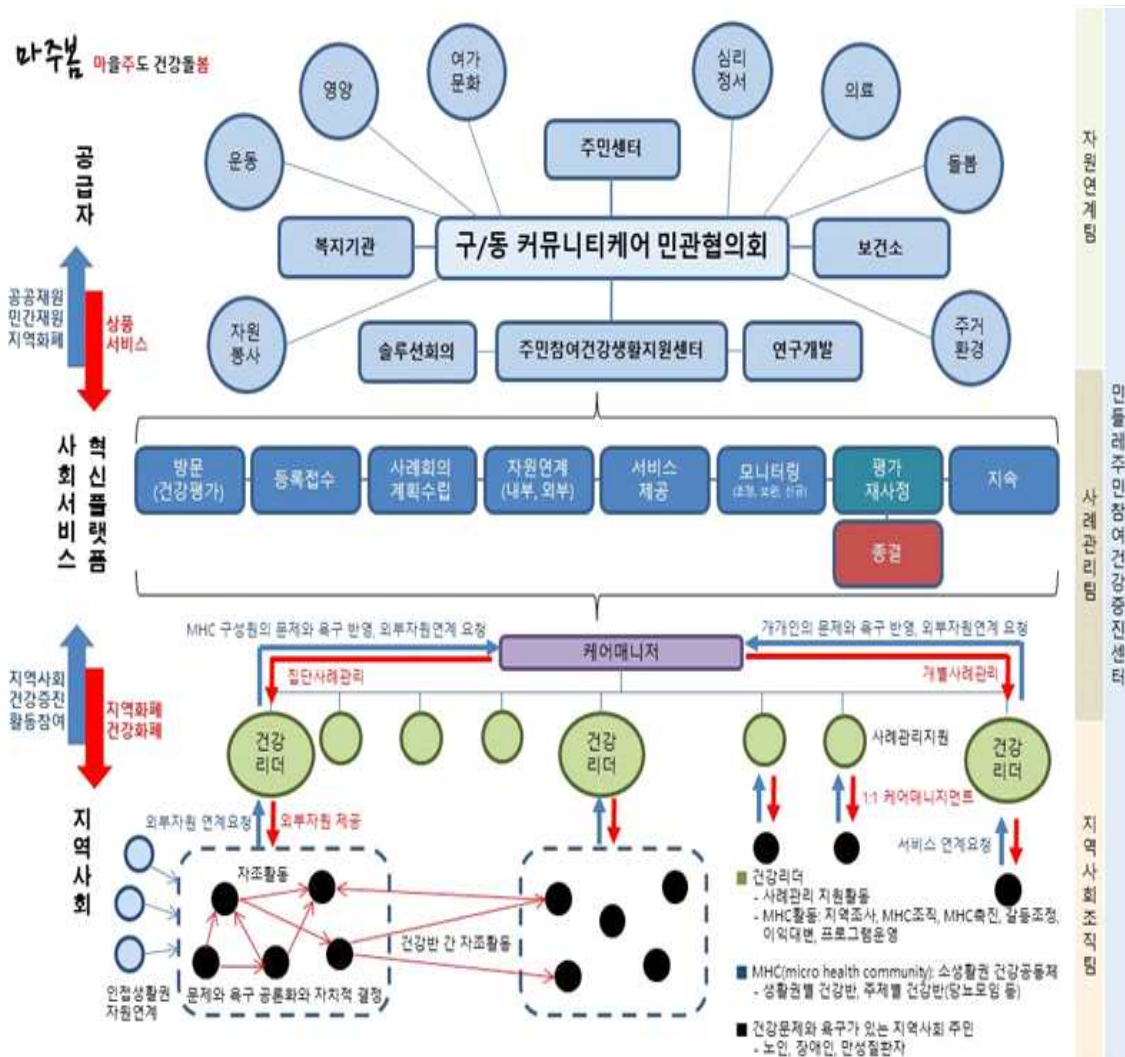 마주봄 마을주도 건강돌봄
여가
문화
심리
정서
영양
의료
운동
돌봄
주민센터
공급자
복지기관
구/동 커뮤니티케어 민관협의회
보건소
공공재원
민간재원
지역화폐
상품
서비스
자원
봉사
주거
환경
솔루션회의
주민참여건강생활지원센터
연구개발
자원연계팀
사회서비스
혁신플랫폼
방문
(건강평가)
등록접수
사례회의
계획수립
자원연계
(내부, 외부)
서비스
제공
모니터링
평가
재사정
지속
종결
사례관리팀
민들레주민참여건강증진센터
MHC 구성원의 문제와 욕구 반영, 외부자원연계 요청
케어매니저
개개인의 문제와 욕구 반영, 외부자원연계 요청
집단사례관리
개별사례관리
지역사회
건강증진
활동참여
지역화폐
건강화폐
건강
리더
건강
리더
사례관리지원
건강
리더
외부자원 연계요청
외부자원 제공
1:1 케어매니지먼트
서비스 연계요청
지역사회
자조활동
건강반 간 자조활동
인접생활권
자원연계
문제와 욕구 공론화와 자치적 결정
건강리더
- 사례관리 지원활동
- MHC활동: 지역조사, MHC조직, MHC촉진, 갈등조정,
이익대변, 프로그램운영
MHC(micro health community): 소생활권 건강공동체
- 생활권별 건강반, 주제별 건강반(당뇨모임 등)
건강문제와 욕구가 있는 지역사회 주민
- 노인, 장애인, 만성질환자
지역사회조직팀